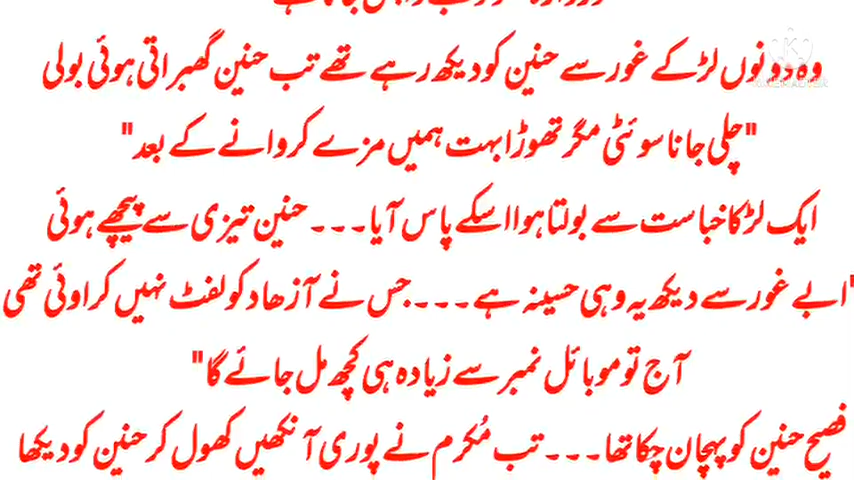 وہ دونوں لڑکے غور سے حنین کو دیکھ رہے تھے تب حنین گھبراتی ہوئی بولی
"چلی جانا سوئٹی مگر تھوڑا بہت ہمیں مزے کروانے کے بعد"
ایک لڑکا خباست سے بولتا ہوا اسکے پاس آیا۔۔۔ حنین تیزی سے پیچھے ہوئی
"ابے غور سے دیکھ یہ وہی حسینہ ہے۔۔۔۔جس نے آزھاد کو لفٹ نہیں کراوئی تھی
آج تو موبائل نمبر سے زیادہ ہی کچھ مل جائے گا"
فصیح حنین کو پہچان چکا تھا۔۔۔۔ تب مُکرم نے پوری آنکھیں کھول کر حنین کو دیکھا